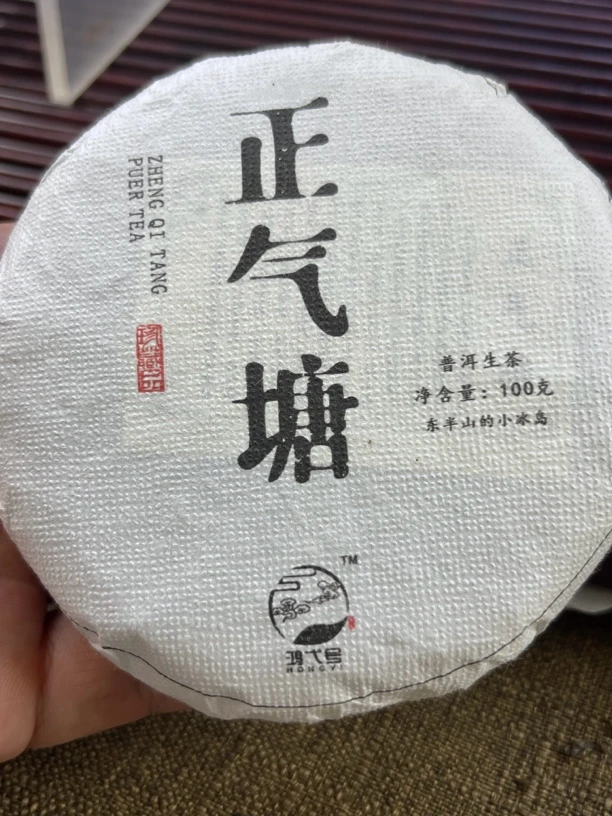 正气塘
ZHENG QI TANG
PUER TEA
普洱生茶
净含量：100克
东半山的小冰岛
TM
HONGYI